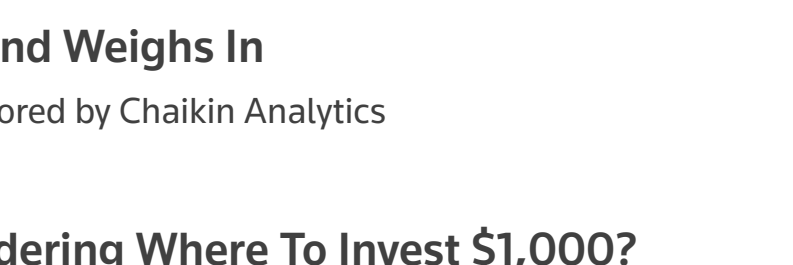 nd Weighs In
ored by Chaikin Analytics
dering Where To Invest $1,000?